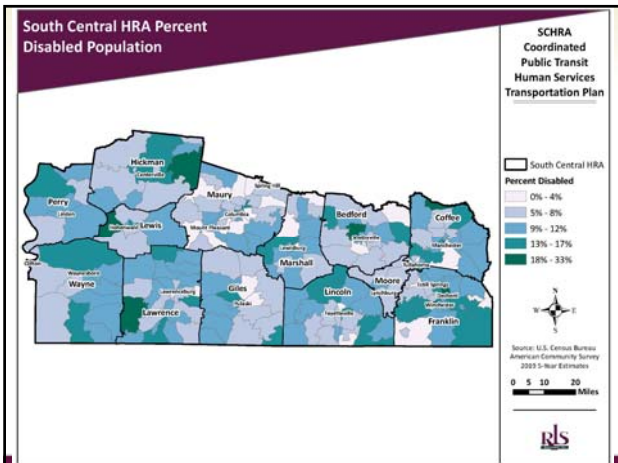 South Central HRA Percent
Disabled Population
SCHRA
Coordinated
Public Transit
Human Services
Transportation Plan
South Central HRA
Percent Disabled
0% - 4%
5% - 8%
9% - 12%
13% - 17%
18% - 33%
N
W E
S
Source: U.S. Census Bureau
American Community Survey
2019 5-Year Estimates
0 5 10 20
Miles
RLS
Hickman
Centerville
Spring Hill
Maury
Columbia
Perry
Linden
Hohenwald
Lewis
Mount Pleasant
Bedford
Shelbyville
Coffee
Manchester
Lewisburg
Marshall
Tullahoma
Clifton
Waynesboro
Wayne
Moore
Lynchburg
Lincoln
Giles
Pulaski
Lawrenceburg
Lawrence
Fayetteville
Estill Springs
Decherd
Winchester
Franklin